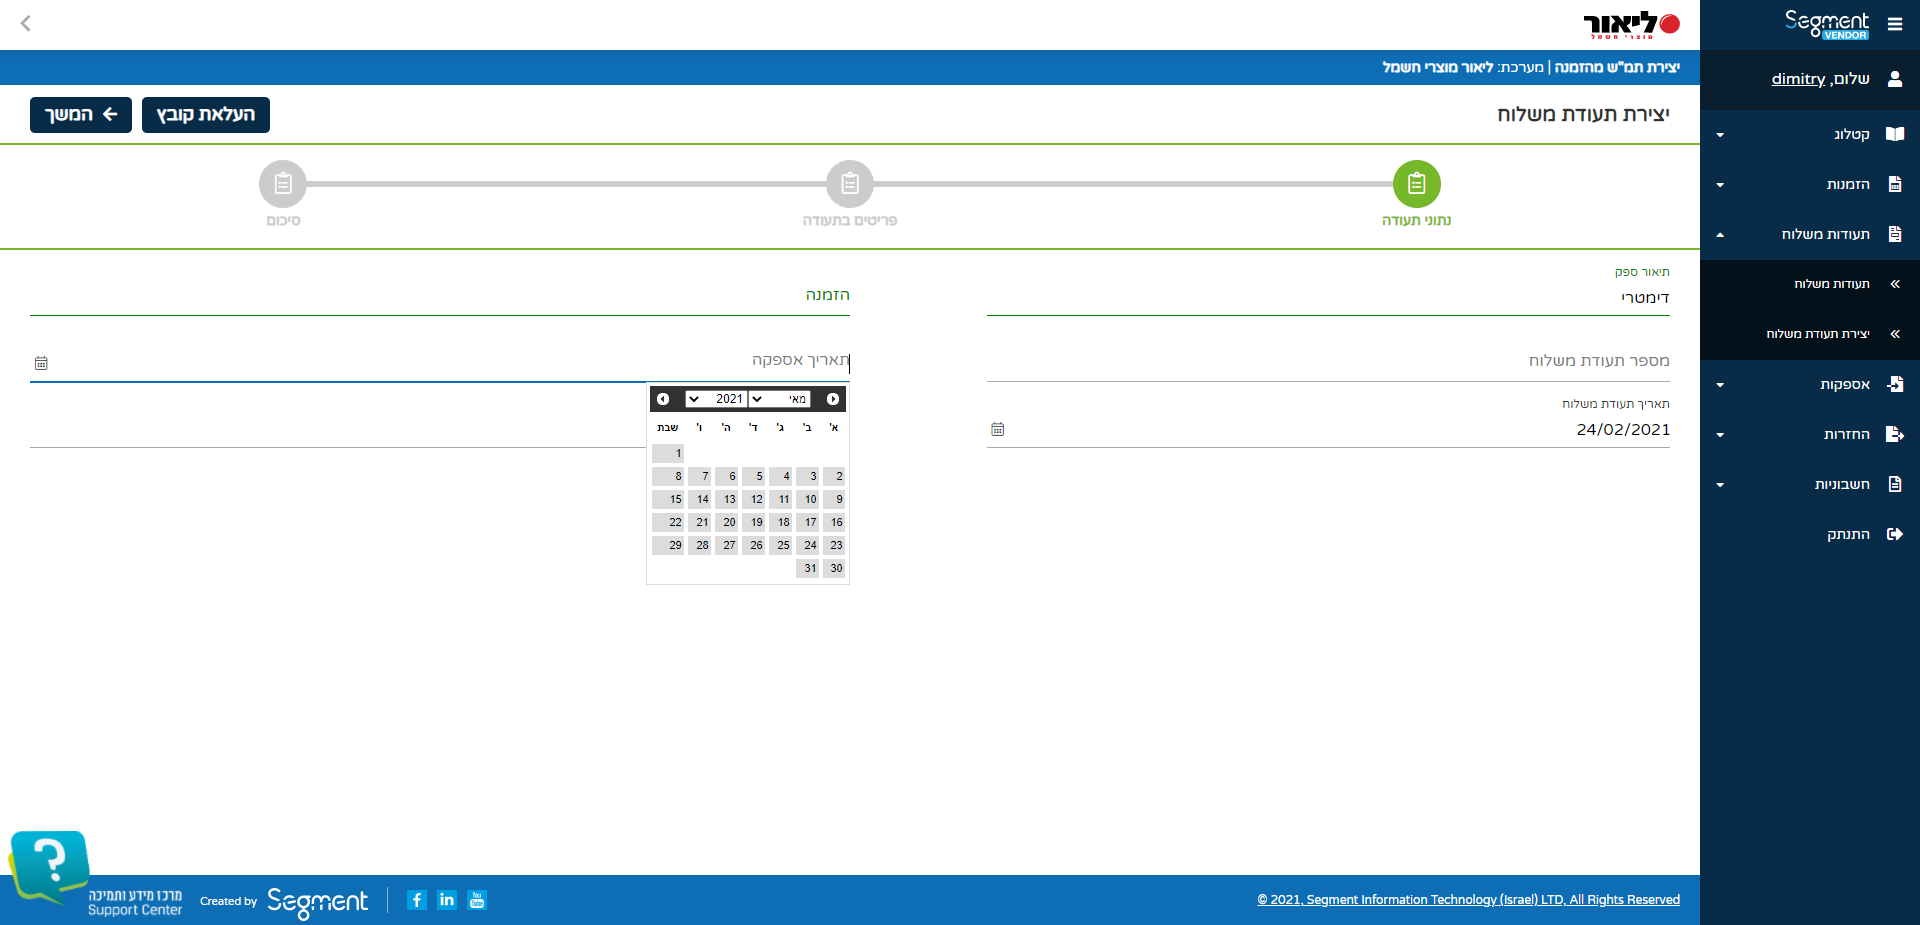 Segment
VENDOR
שלום, dimitry
קטלוג
הזמנות
תעודות משלוח
תעודות משלוח
יצירת תעודת משלוח
אספקות
החזרות
חשבוניות
התנתק
ליאור
מוצרי חשמל
יצירת תמ"ש מהזמנה | מערכת: ליאור מוצרי חשמל
יצירת תעודת משלוח
העלאת קובץ
המשך
נתוני תעודה
פריטים בתעודה
סיכום
תיאור ספק
דימטרי
הזמנה
מספר תעודת משלוח
תאריך אספקה
תאריך תעודת משלוח
24/02/2021
מאי 2021
א' ב' ג' ד' ה' ו' שבת
1
2 3 4 5 6 7 8
9 10 11 12 13 14 15
16 17 18 19 20 21 22
23 24 25 26 27 28 29
30 31
© 2021, Segment Information Technology (Israel) LTD, All Rights Reserved
You Tube
in
f
Created by Segment
?
מרכז מידע ותמיכה
Support Center